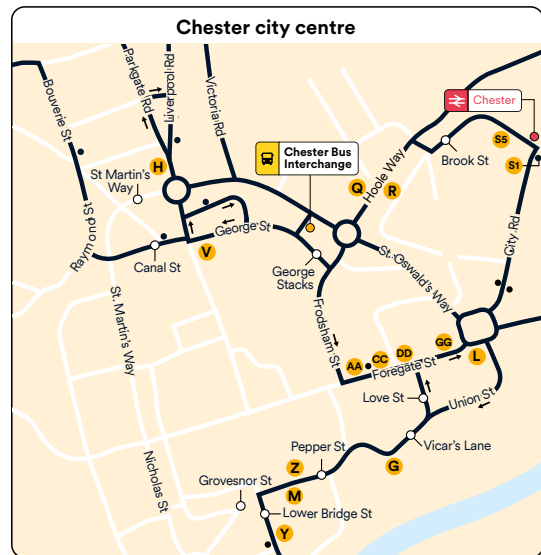 Chester city centre
Bouverie St
Parkgate Rd
Liverpool Rd
Victoria Rd
Chester
Chester Bus
Interchange
S5
S1
Brook St
Hoole Way
Q
R
H
St Martin's
Way
Raymond St
Canal St
V
George St
George
Stacks
St. Oswald's Way
City Rd
St. Martin's Way
Frodsham St
AA
CC
DD
GG
L
Foregate St
Love St
Union St
Vicar's Lane
G
Pepper St
Z
M
Grovesnor St
Nicholas St
Lower Bridge St
Y